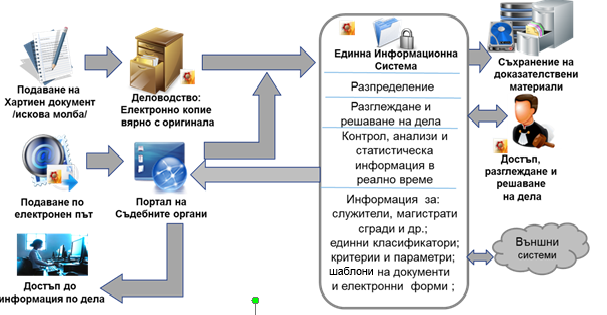 Подаване на
Хартиен документ
/искова молба/
Деловодство:
Електронно копие
вярно с оригинала
Подаване по
електронен път
Портал на
Съдебните органи
Достъп до
информация по дела
Единна Информационна
Система
Разпределение
Разглеждане и
решаване на дела
Контрол, анализи и
статистическа
информация в
реално време
Информация за:
служители, магистрати
сгради и др.;
единни класификатори;
критерии и параметри;
шаблони на документи
и електронни форми ;
Съхранение на
доказателствени
материали
Достъп,
разглеждане и
решаване
на дела
Външни
системи